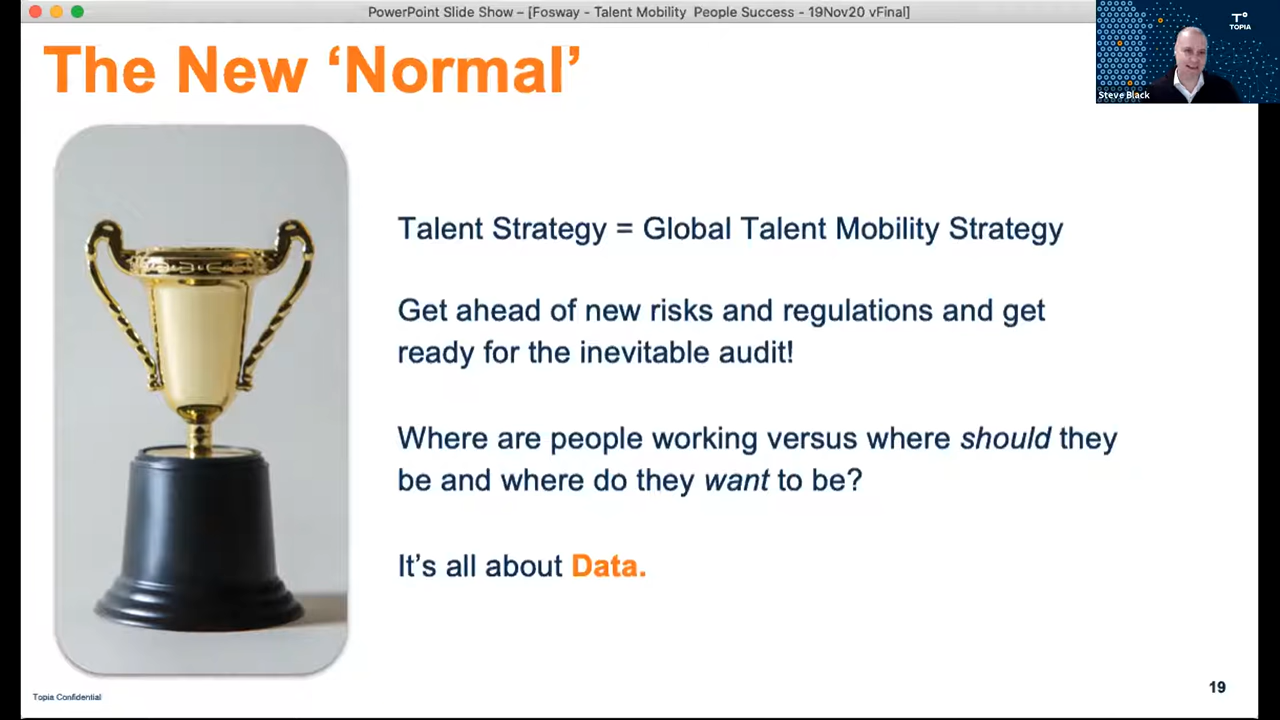 PowerPoint Slide Show – [Fosway - Talent Mobility People Success - 19Nov20 vFinal]
The New ‘Normal’
T°
TOPIA
Steve Black
Talent Strategy = Global Talent Mobility Strategy
Get ahead of new risks and regulations and get
ready for the inevitable audit!
Where are people working versus where should they
be and where do they want to be?
It’s all about Data.
Topia Confidential
19